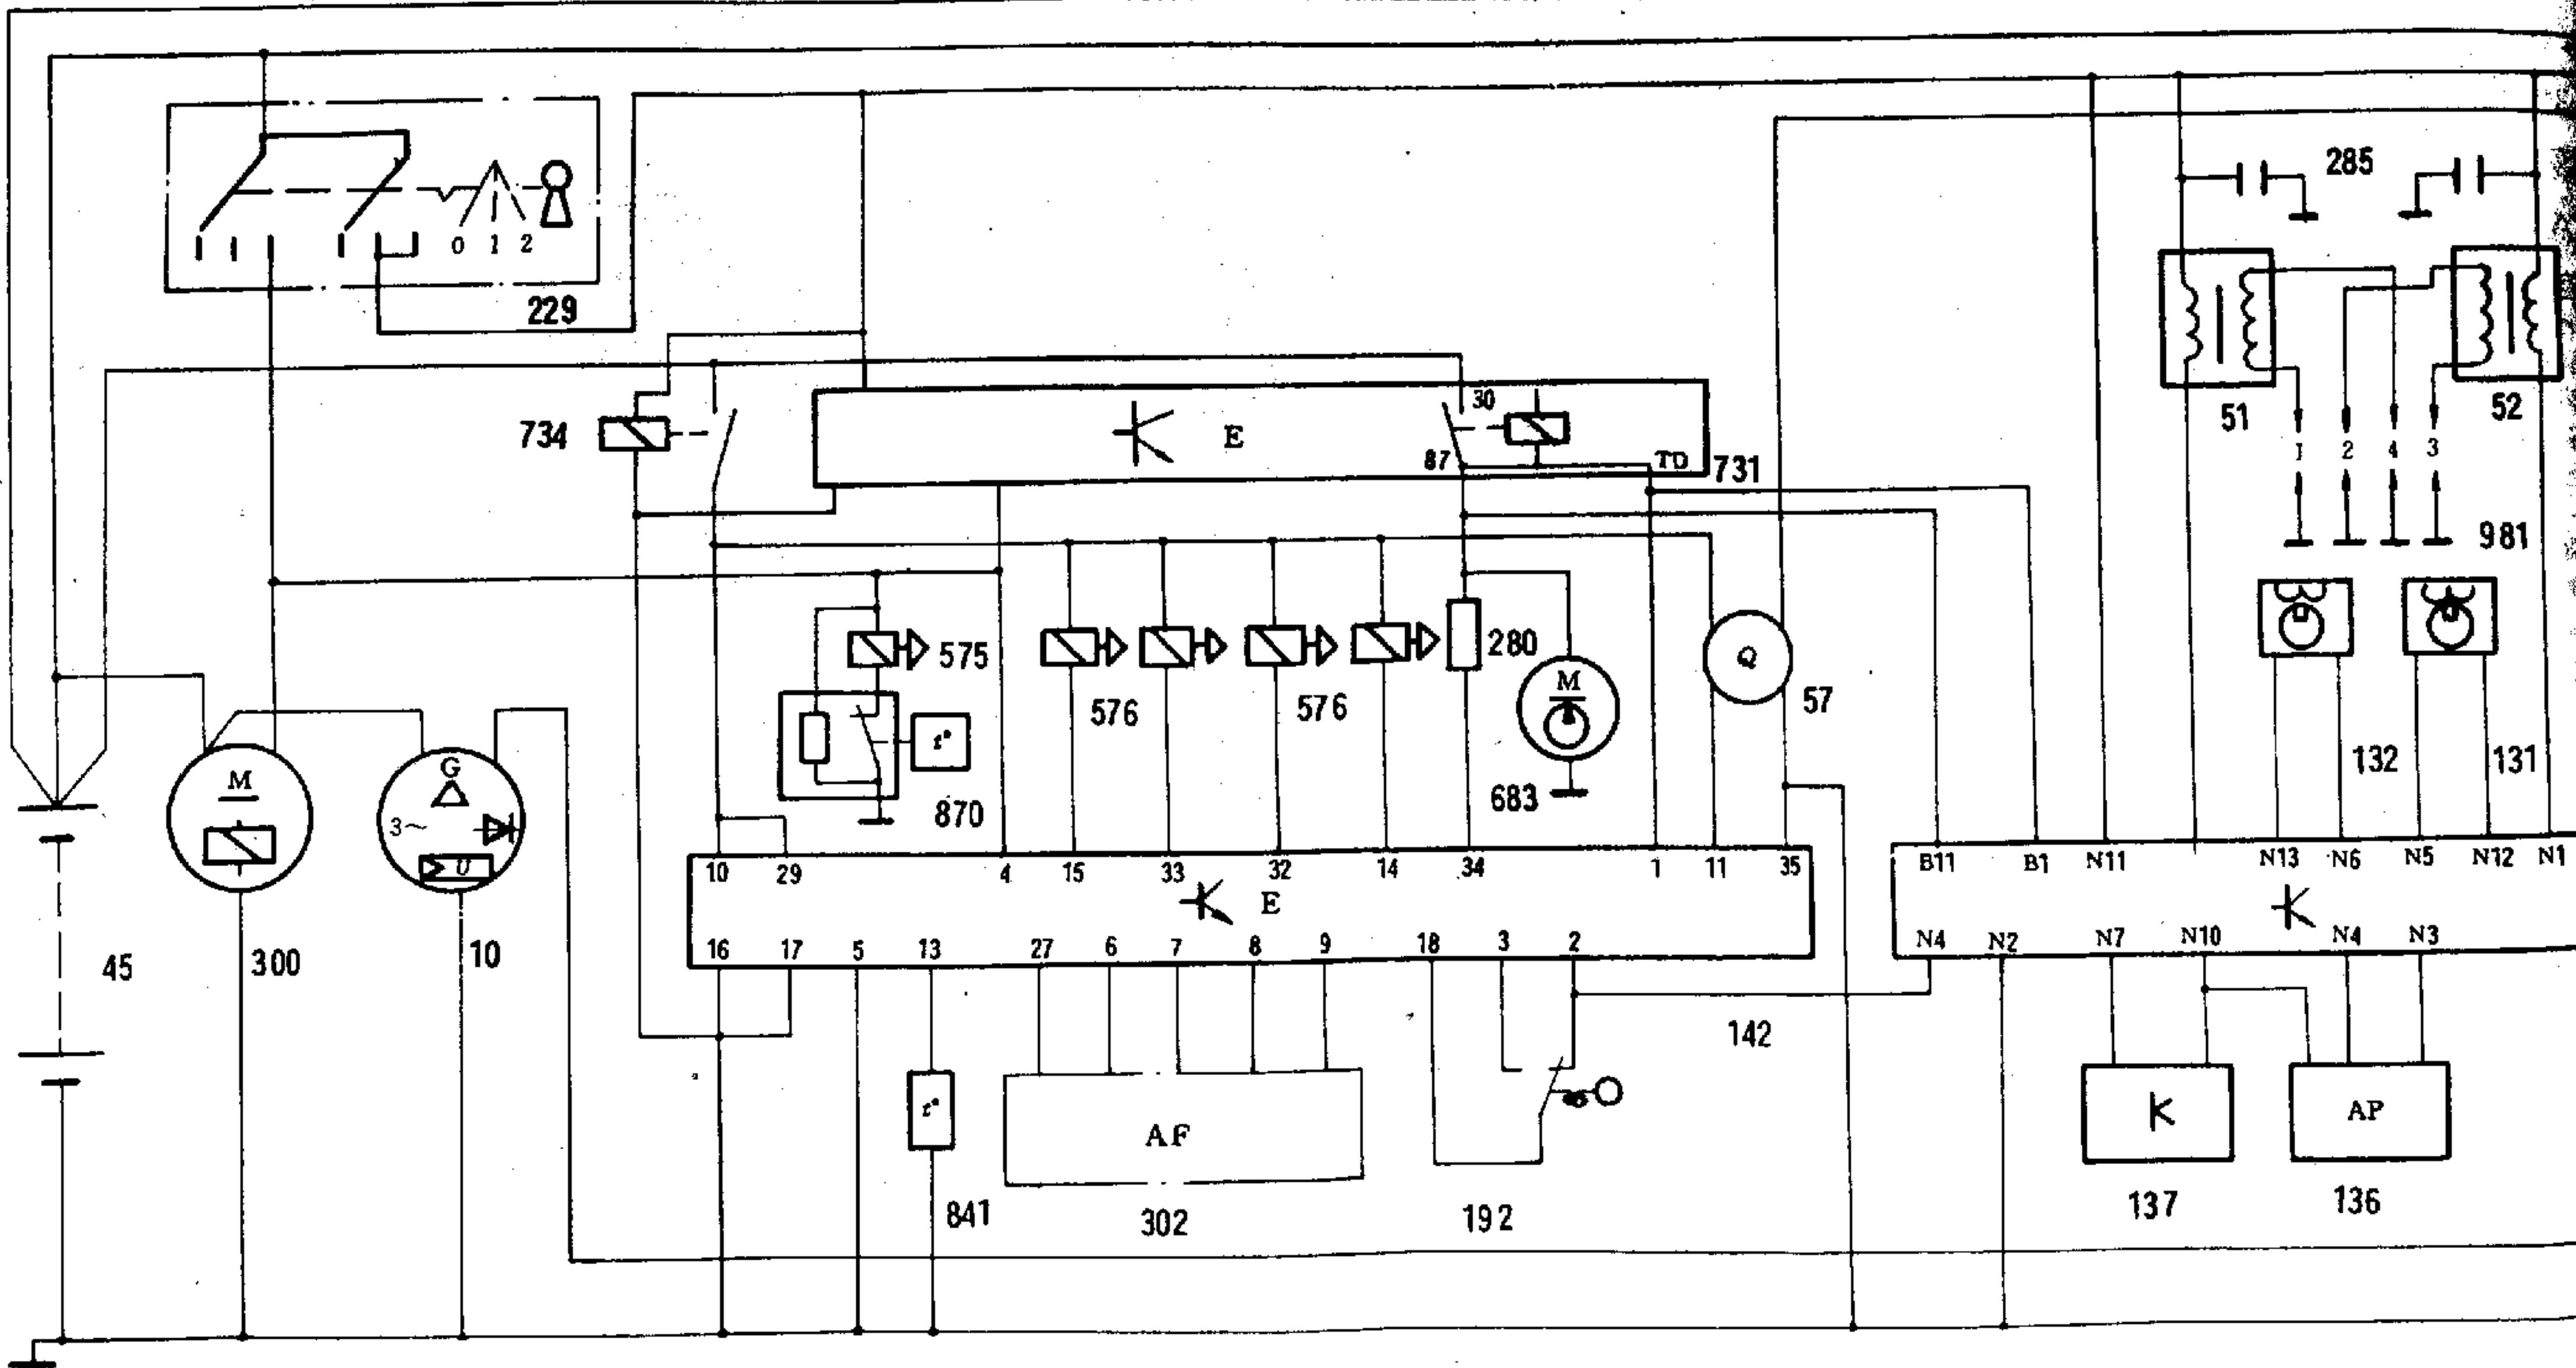 285
0 1 2
229
51
52
734
E
30
87
TD
731
1 2 4 3
981
575
280
Q
576
576
M
57
t°
M
G
3~
U
870
683
132
131
10 29 4 15 33 32 14 34 1 11 35
B11 B1 N11 N13 N6 N5 N12 N1
E
16 17 5 13 27 6 7 8 9 18 3 2
N4 N2 N7 N10 N4 N3
45
300
10
142
t°
AF
AP
841
302
192
137
136